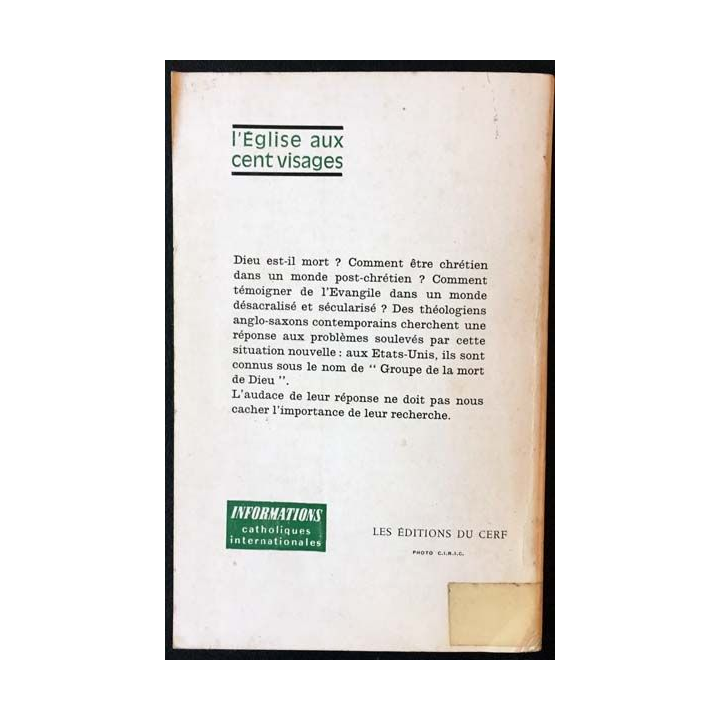 l'Église aux
cent visages
Dieu est-il mort ? Comment être chrétien
dans un monde post-chrétien ? Comment
témoigner de l'Evangile dans un monde
désacralisé et sécularisé ? Des théologiens
anglo-saxons contemporains cherchent une
réponse aux problèmes soulevés par cette
situation nouvelle : aux Etats-Unis, ils sont
connus sous le nom de “ Groupe de la mort
de Dieu ”.
L'audace de leur réponse ne doit pas nous
cacher l'importance de leur recherche.
INFORMATIONS
catholiques
internationales
LES ÉDITIONS DU CERF
PHOTO C.I.R.I.C.